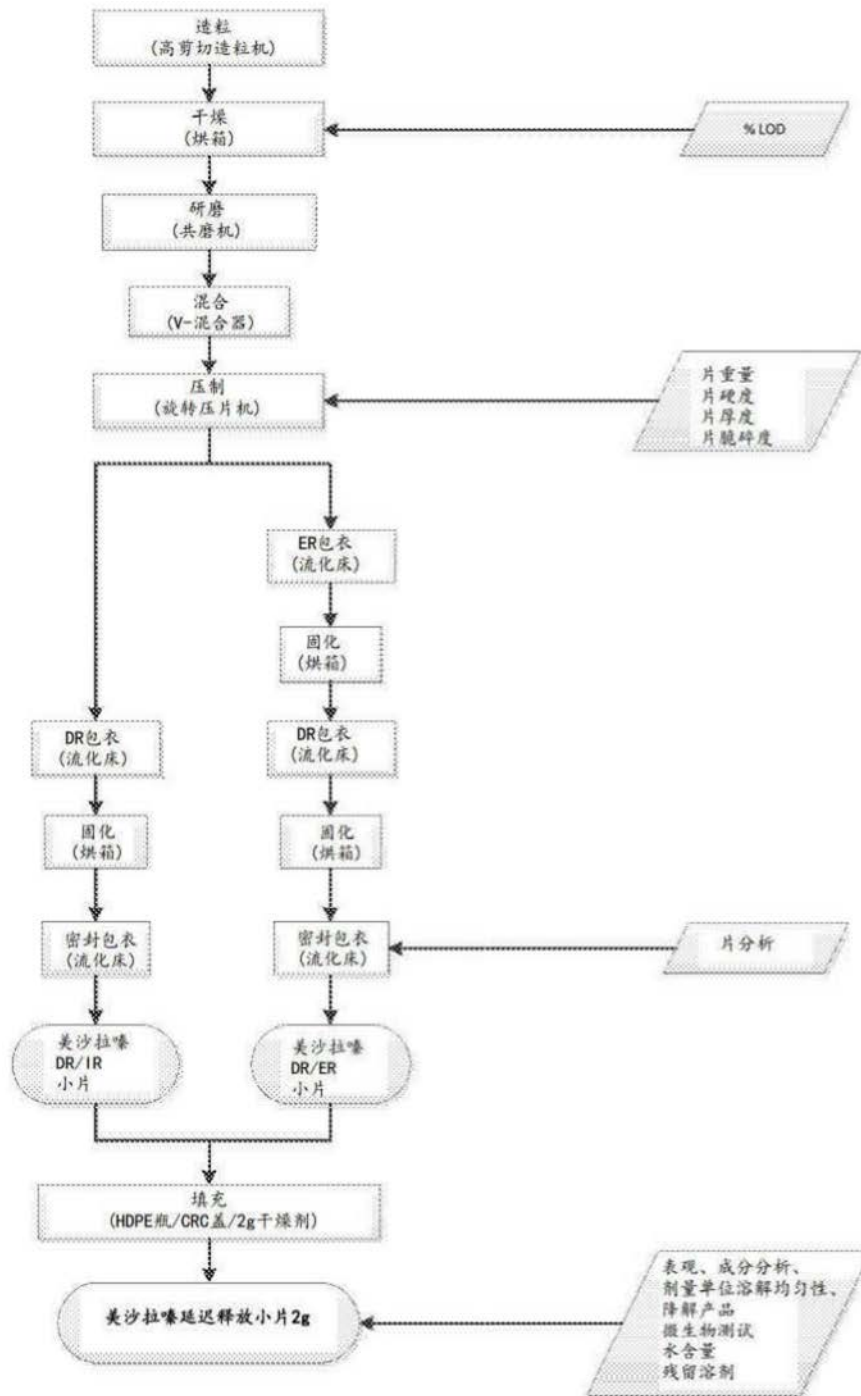 造粒
(高剪切造粒机)
干燥
(烘箱)
% LOD
研磨
(共磨机)
混合
(V-混合器)
压制
(旋转压片机)
片重量
片硬度
片厚度
片脆碎度
ER包衣
(流化床)
固化
(烘箱)
DR包衣
(流化床)
DR包衣
(流化床)
固化
(烘箱)
固化
(烘箱)
密封包衣
(流化床)
密封包衣
(流化床)
片分析
美沙拉嗪
DR/IR
小片
美沙拉嗪
DR/ER
小片
填充
(HDPE瓶/CRC盖/2g干燥剂)
美沙拉嗪延迟释放小片2g
表观、成分分析、
剂量单位溶解均匀性、
降解产品
微生物测试
水含量
残留溶剂